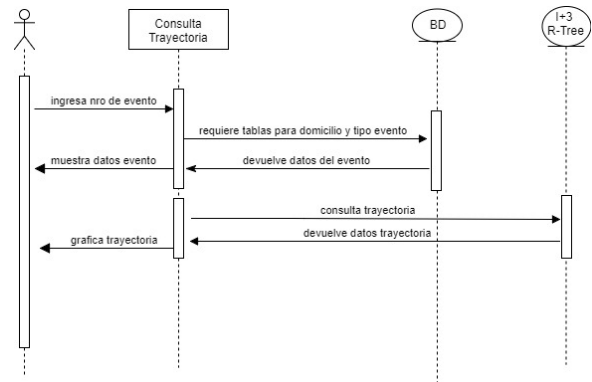 Consulta
Trayectoria
BD
I+3
R-Tree
ingresa nro de evento
requiere tablas para domicilio y tipo evento
muestra datos evento
devuelve datos del evento
consulta trayectoria
devuelve datos trayectoria
grafica trayectoria